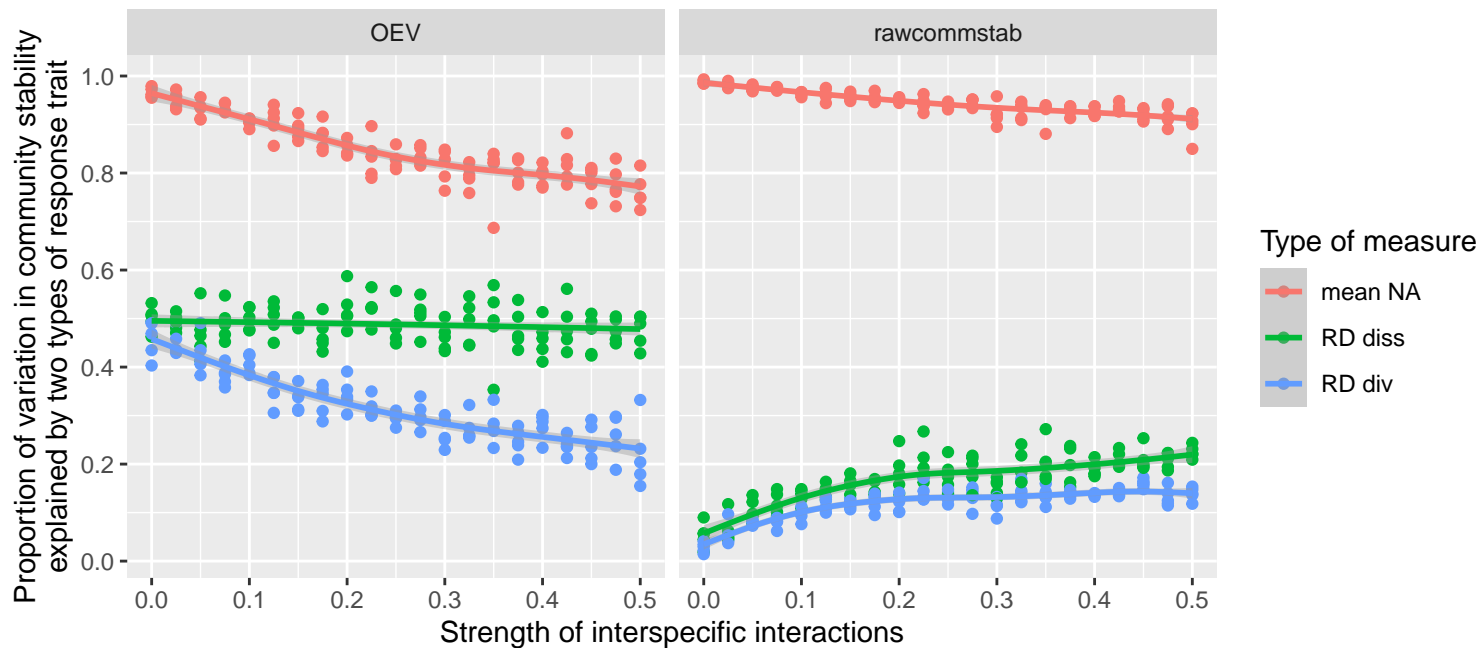 OEV
rawcommstab
Proportion of variation in community stability
explained by two types of response trait
1.0
0.8
0.6
0.4
0.2
0.0
0.0 0.1 0.2 0.3 0.4 0.5
0.0 0.1 0.2 0.3 0.4 0.5
Strength of interspecific interactions
Type of measure
mean NA
RD diss
RD div